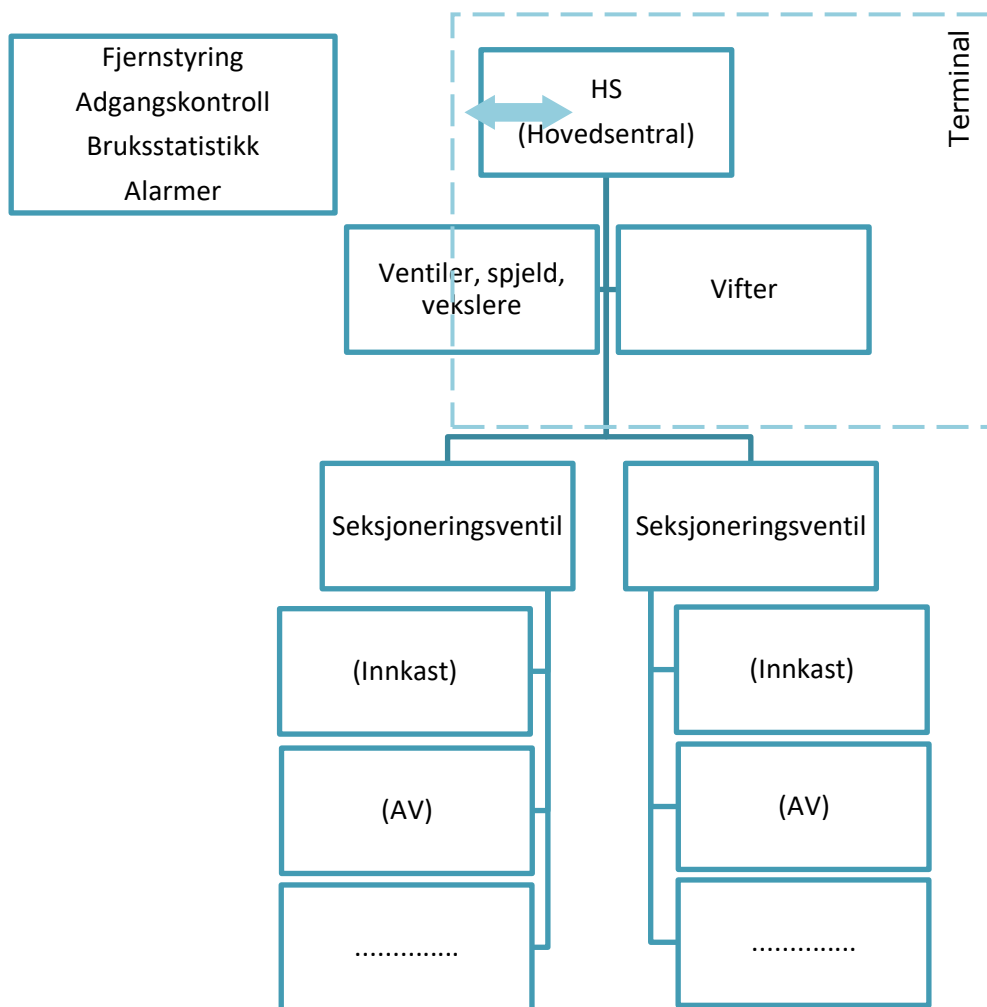 Fjernstyring
Adgangskontroll
Bruksstatistikk
Alarmer
HS
(Hovedsentral)
Terminal
Ventiler, spjeld,
vekslere
Vifter
Seksjoneringsventil
Seksjoneringsventil
(Innkast)
(Innkast)
(AV)
(AV)
..............
..............